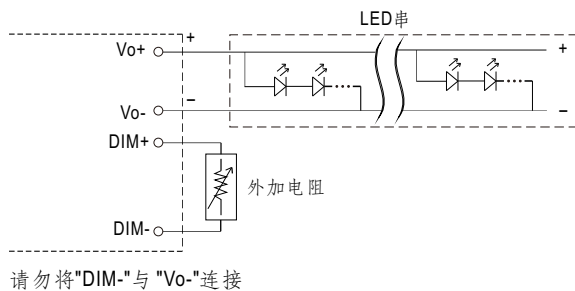 LED串
Vo+ + +
Vo- − −
DIM+
外加电阻
DIM-
请勿将"DIM-"与 "Vo-"连接